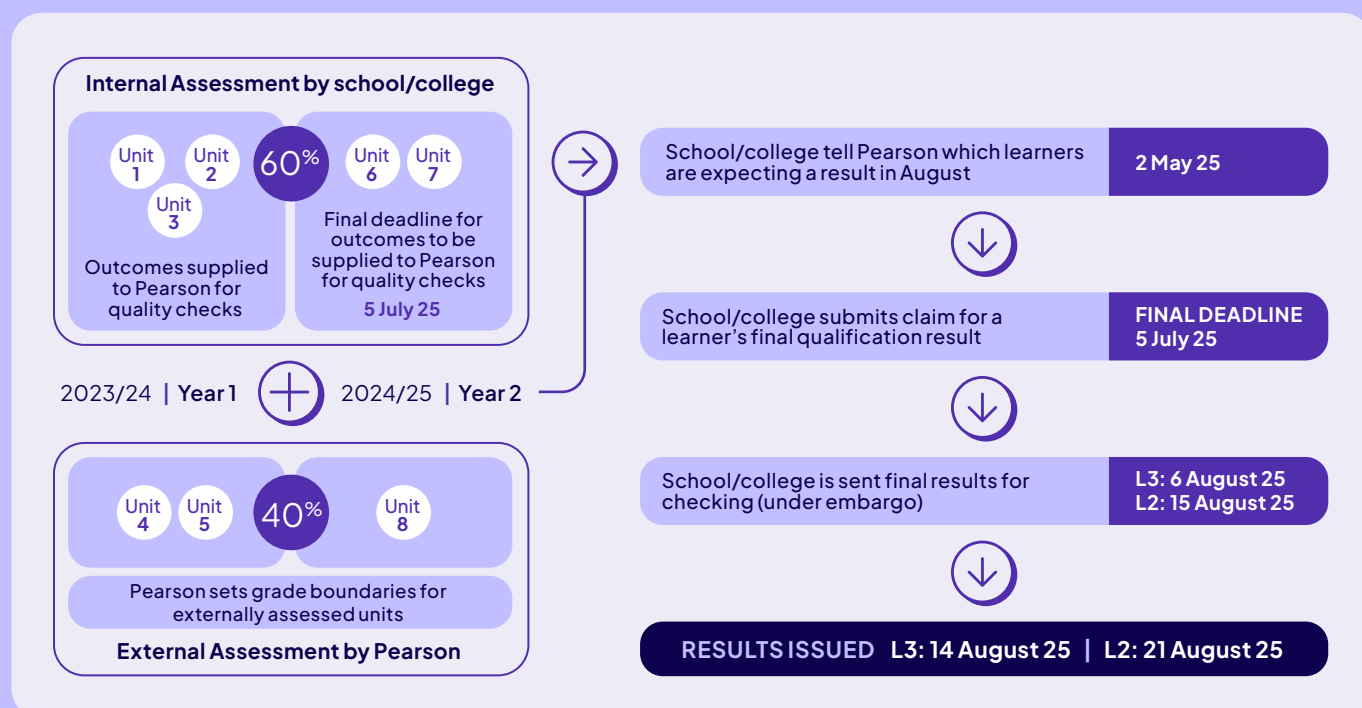 Internal Assessment by school/college
Unit
1
Unit
2
Unit
3
Outcomes supplied
to Pearson for
quality checks
60%
Unit
6
Unit
7
Final deadline for
outcomes to be
supplied to Pearson
for quality checks
5 July 25
2023/24 | Year 1
2024/25 | Year 2
Unit
4
Unit
5
40%
Unit
8
Pearson sets grade boundaries for
externally assessed units
External Assessment by Pearson
School/college tell Pearson which learners
are expecting a result in August
2 May 25
School/college submits claim for a
learner's final qualification result
FINAL DEADLINE
5 July 25
School/college is sent final results for
checking (under embargo)
L3: 6 August 25
L2: 15 August 25
RESULTS ISSUED L3: 14 August 25 | L2: 21 August 25